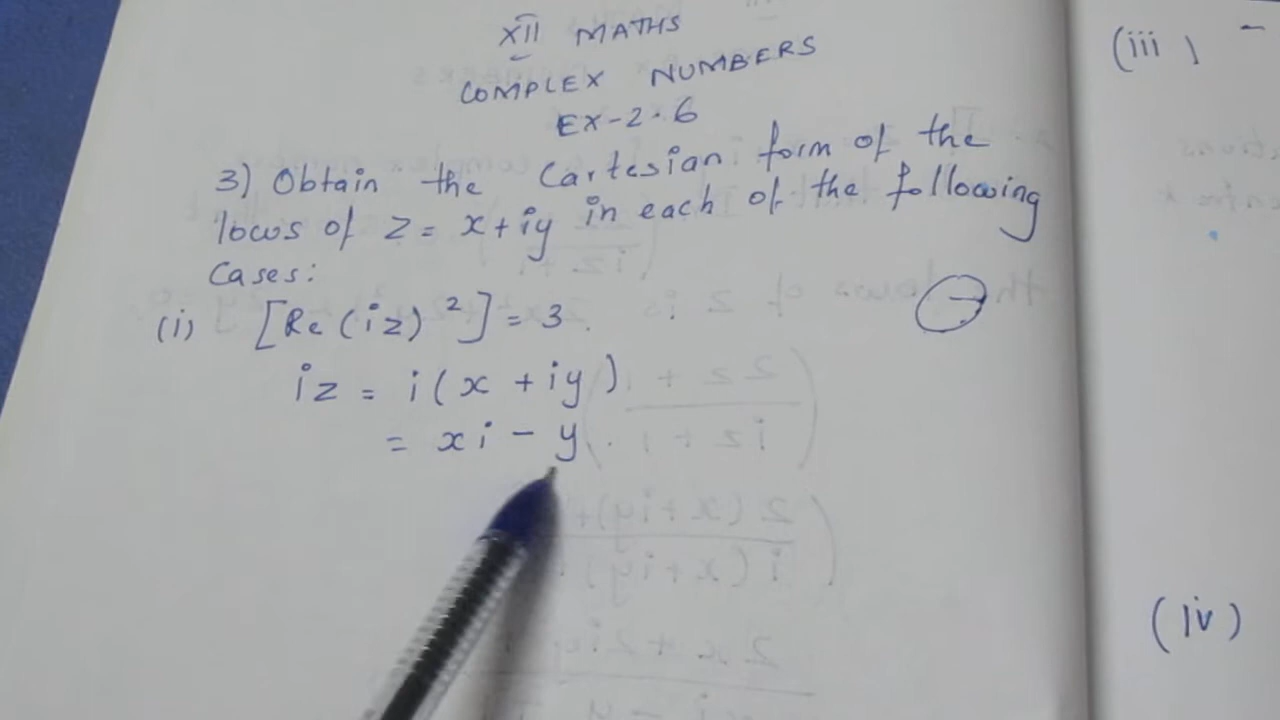 XII MATHS
COMPLEX NUMBERS
EX-2.6
3) Obtain the Cartesian form of the
locus of z = x+iy in each of the following
Cases:
(i) [Re(iz)²] = 3.
iz = i(x + iy)
= xi - y
(iii)
(iv)